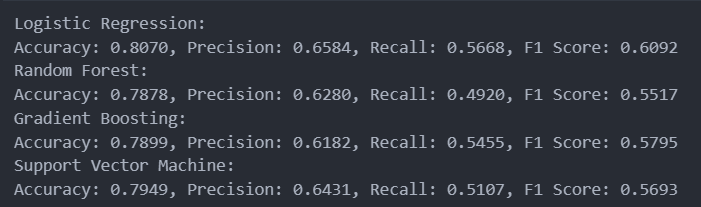 Logistic Regression:
Accuracy: 0.8070, Precision: 0.6584, Recall: 0.5668, F1 Score: 0.6092
Random Forest:
Accuracy: 0.7878, Precision: 0.6280, Recall: 0.4920, F1 Score: 0.5517
Gradient Boosting:
Accuracy: 0.7899, Precision: 0.6182, Recall: 0.5455, F1 Score: 0.5795
Support Vector Machine:
Accuracy: 0.7949, Precision: 0.6431, Recall: 0.5107, F1 Score: 0.5693